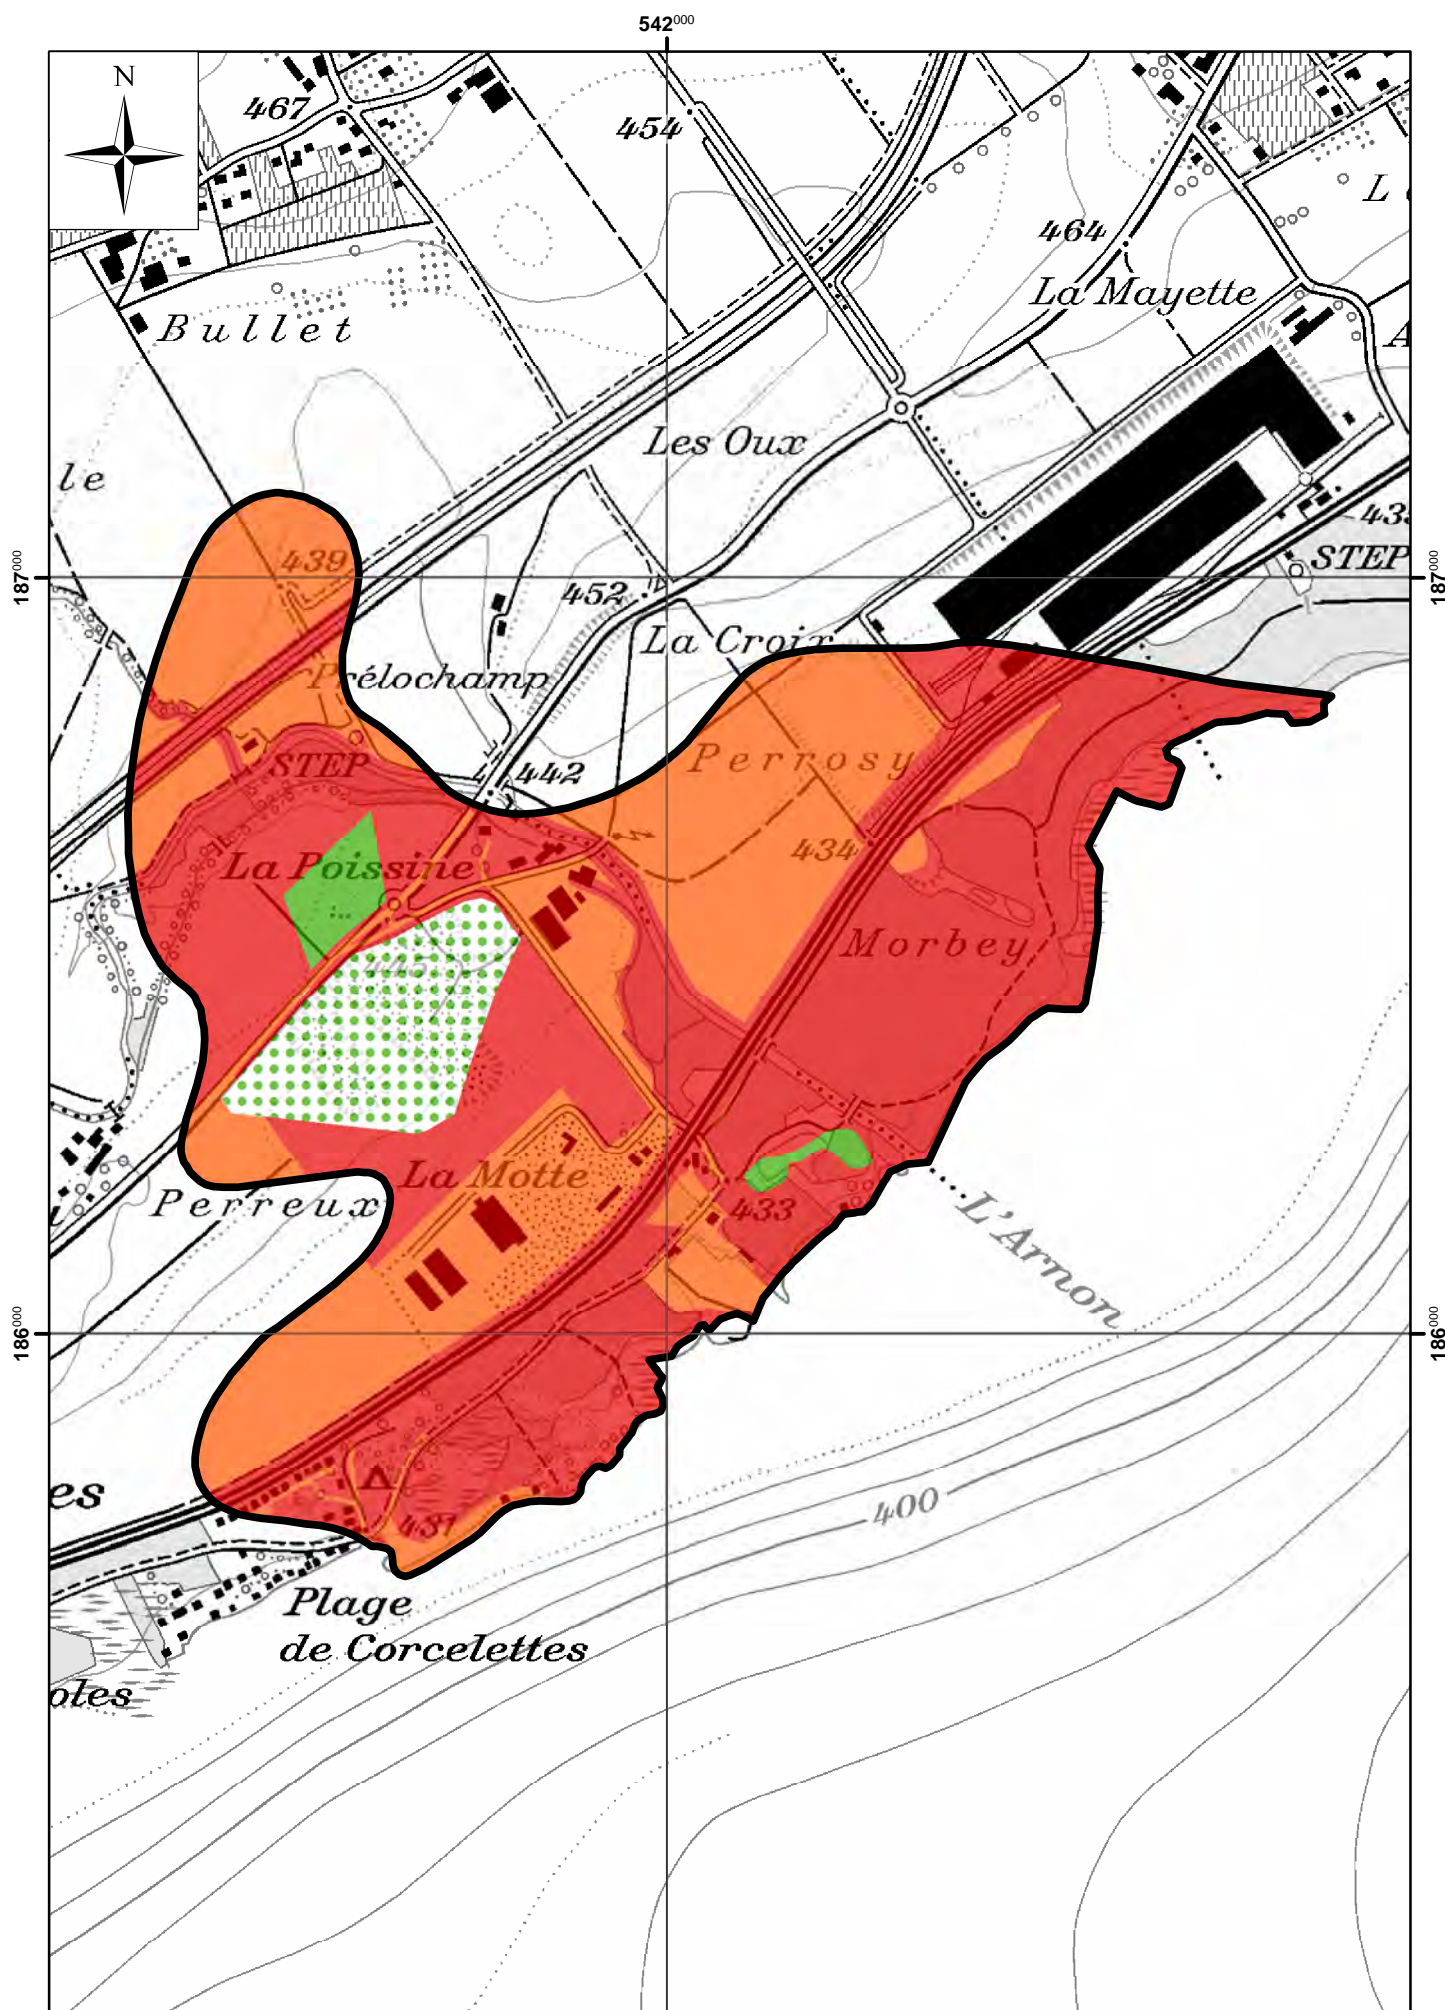 542000
N
467
454
464
La Mayette
Bullet
Les Oux
le
439
187000
STEP
187000
452
La Croix
Prélochamp
STEP
442
Perrosy
434
La Poissine
Morbey
445
La Motte
Perreux
433
L'Arnon
186000
186000
es
400
437
Plage
de Corcelettes
oles